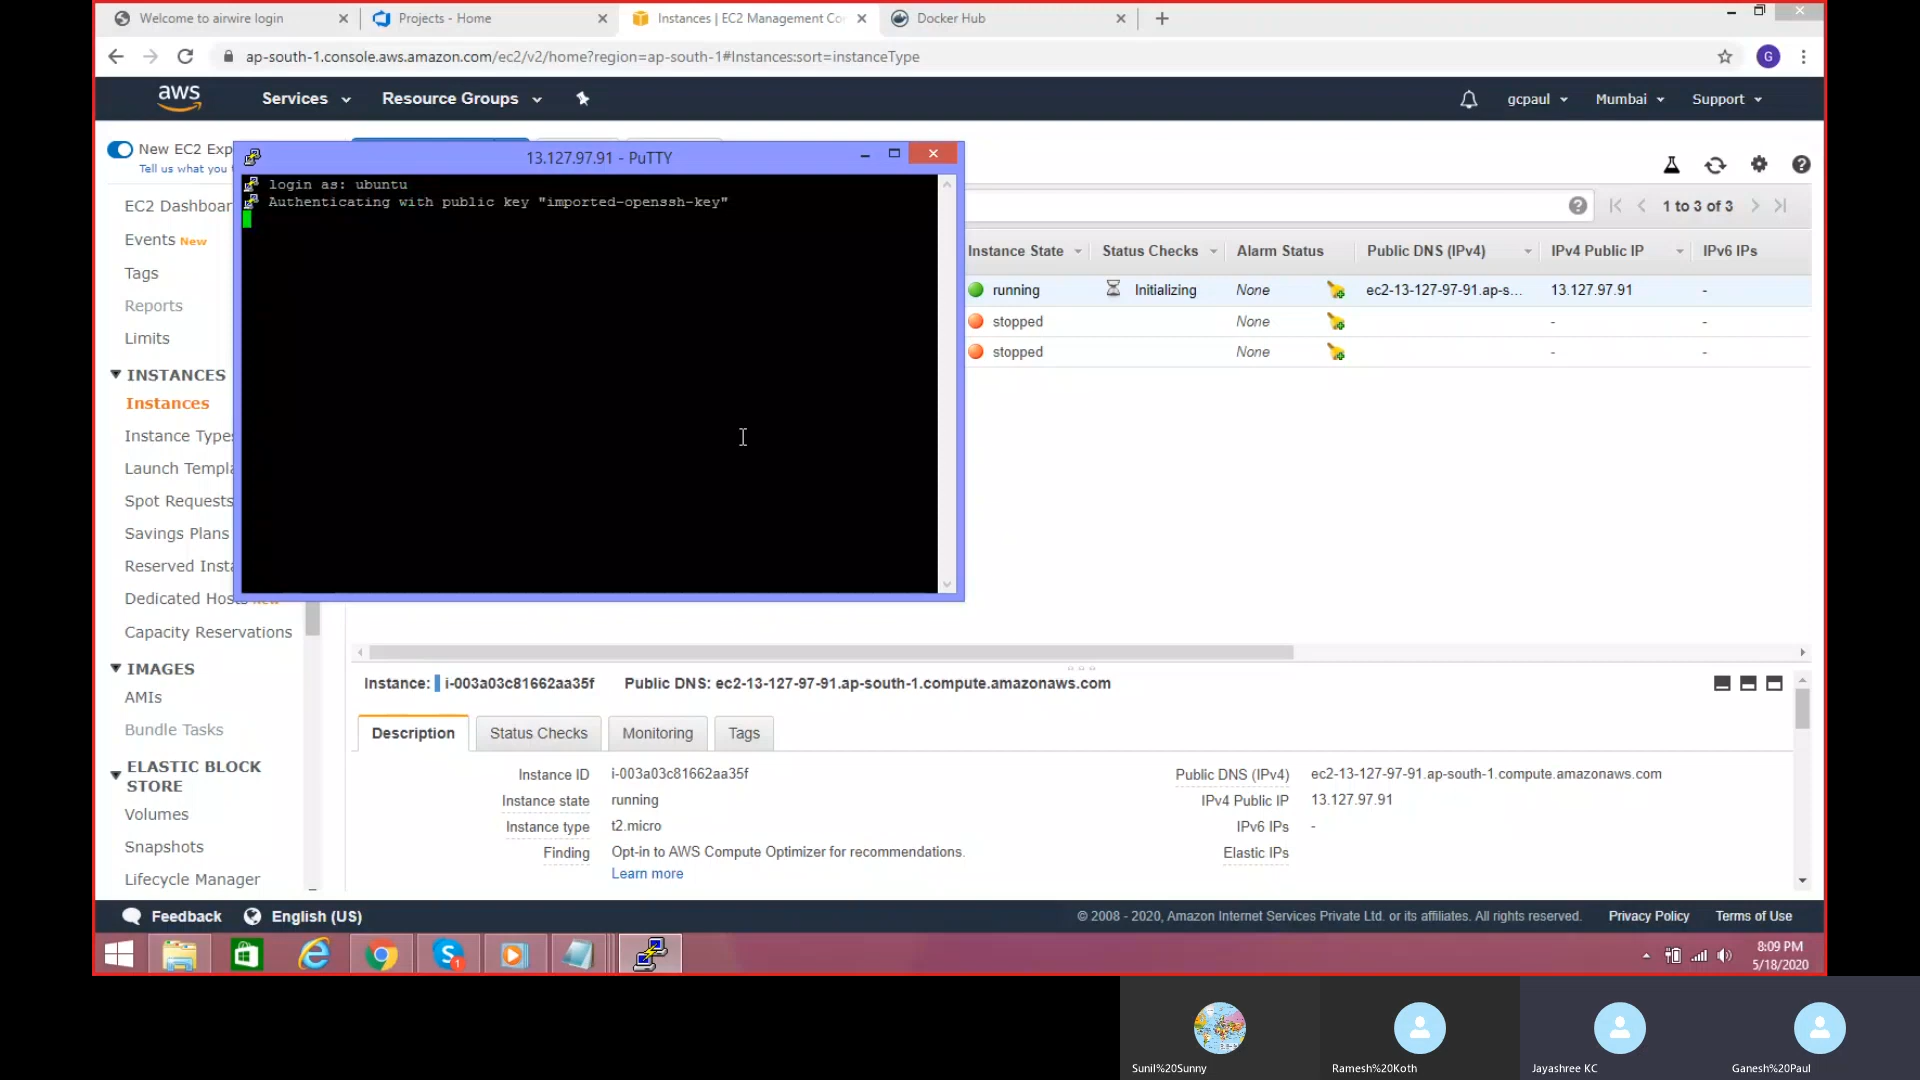 Welcome to airwire login
Projects - Home
Instances | EC2 Management Co
Docker Hub
ap-south-1.console.aws.amazon.com/ec2/v2/home?region=ap-south-1#Instances:sort=instanceType
G
aws
Services
Resource Groups
gcpaul
Mumbai
Support
New EC2 Exp
Tell us what you
13.127.97.91 - PuTTY
login as: ubuntu
Authenticating with public key "imported-openssh-key"
1 to 3 of 3
Instance State
Status Checks
Alarm Status
Public DNS (IPv4)
IPv4 Public IP
IPv6 IPs
running
Initializing
None
ec2-13-127-97-91.ap-s...
13.127.97.91
-
stopped
None
-
-
stopped
None
-
-
EC2 Dashboar
Events New
Tags
Reports
Limits
INSTANCES
Instances
Instance Type
Launch Templa
Spot Requests
Savings Plans
Reserved Insta
Dedicated Hosts
Capacity Reservations
IMAGES
AMIs
Bundle Tasks
ELASTIC BLOCK
STORE
Volumes
Snapshots
Lifecycle Manager
Instance: i-003a03c81662aa35f Public DNS: ec2-13-127-97-91.ap-south-1.compute.amazonaws.com
Description
Status Checks
Monitoring
Tags
Instance ID i-003a03c81662aa35f
Instance state running
Instance type t2.micro
Finding Opt-in to AWS Compute Optimizer for recommendations.
Learn more
Public DNS (IPv4) ec2-13-127-97-91.ap-south-1.compute.amazonaws.com
IPv4 Public IP 13.127.97.91
IPv6 IPs -
Elastic IPs
Feedback
English (US)
© 2008 - 2020, Amazon Internet Services Private Ltd. or its affiliates. All rights reserved.
Privacy Policy
Terms of Use
8:09 PM
5/18/2020
Sunil%20Sunny
Ramesh%20Koth
Jayashree KC
Ganesh%20Paul